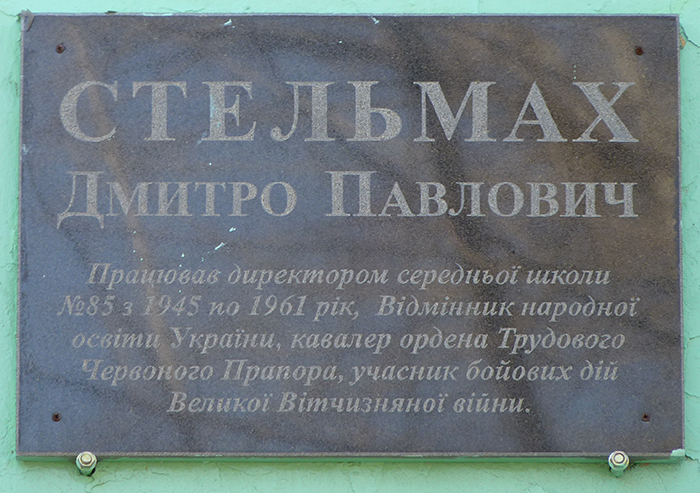 СТЕЛЬМАХ
ДМИТРО ПАВЛОВИЧ
Працював директором середньої школи
№85 з 1945 по 1961 рік, Відмінник народної
освіти України, кавалер ордена Трудового
Червоного Прапора, учасник бойових дій
Великої Вітчизняної війни.